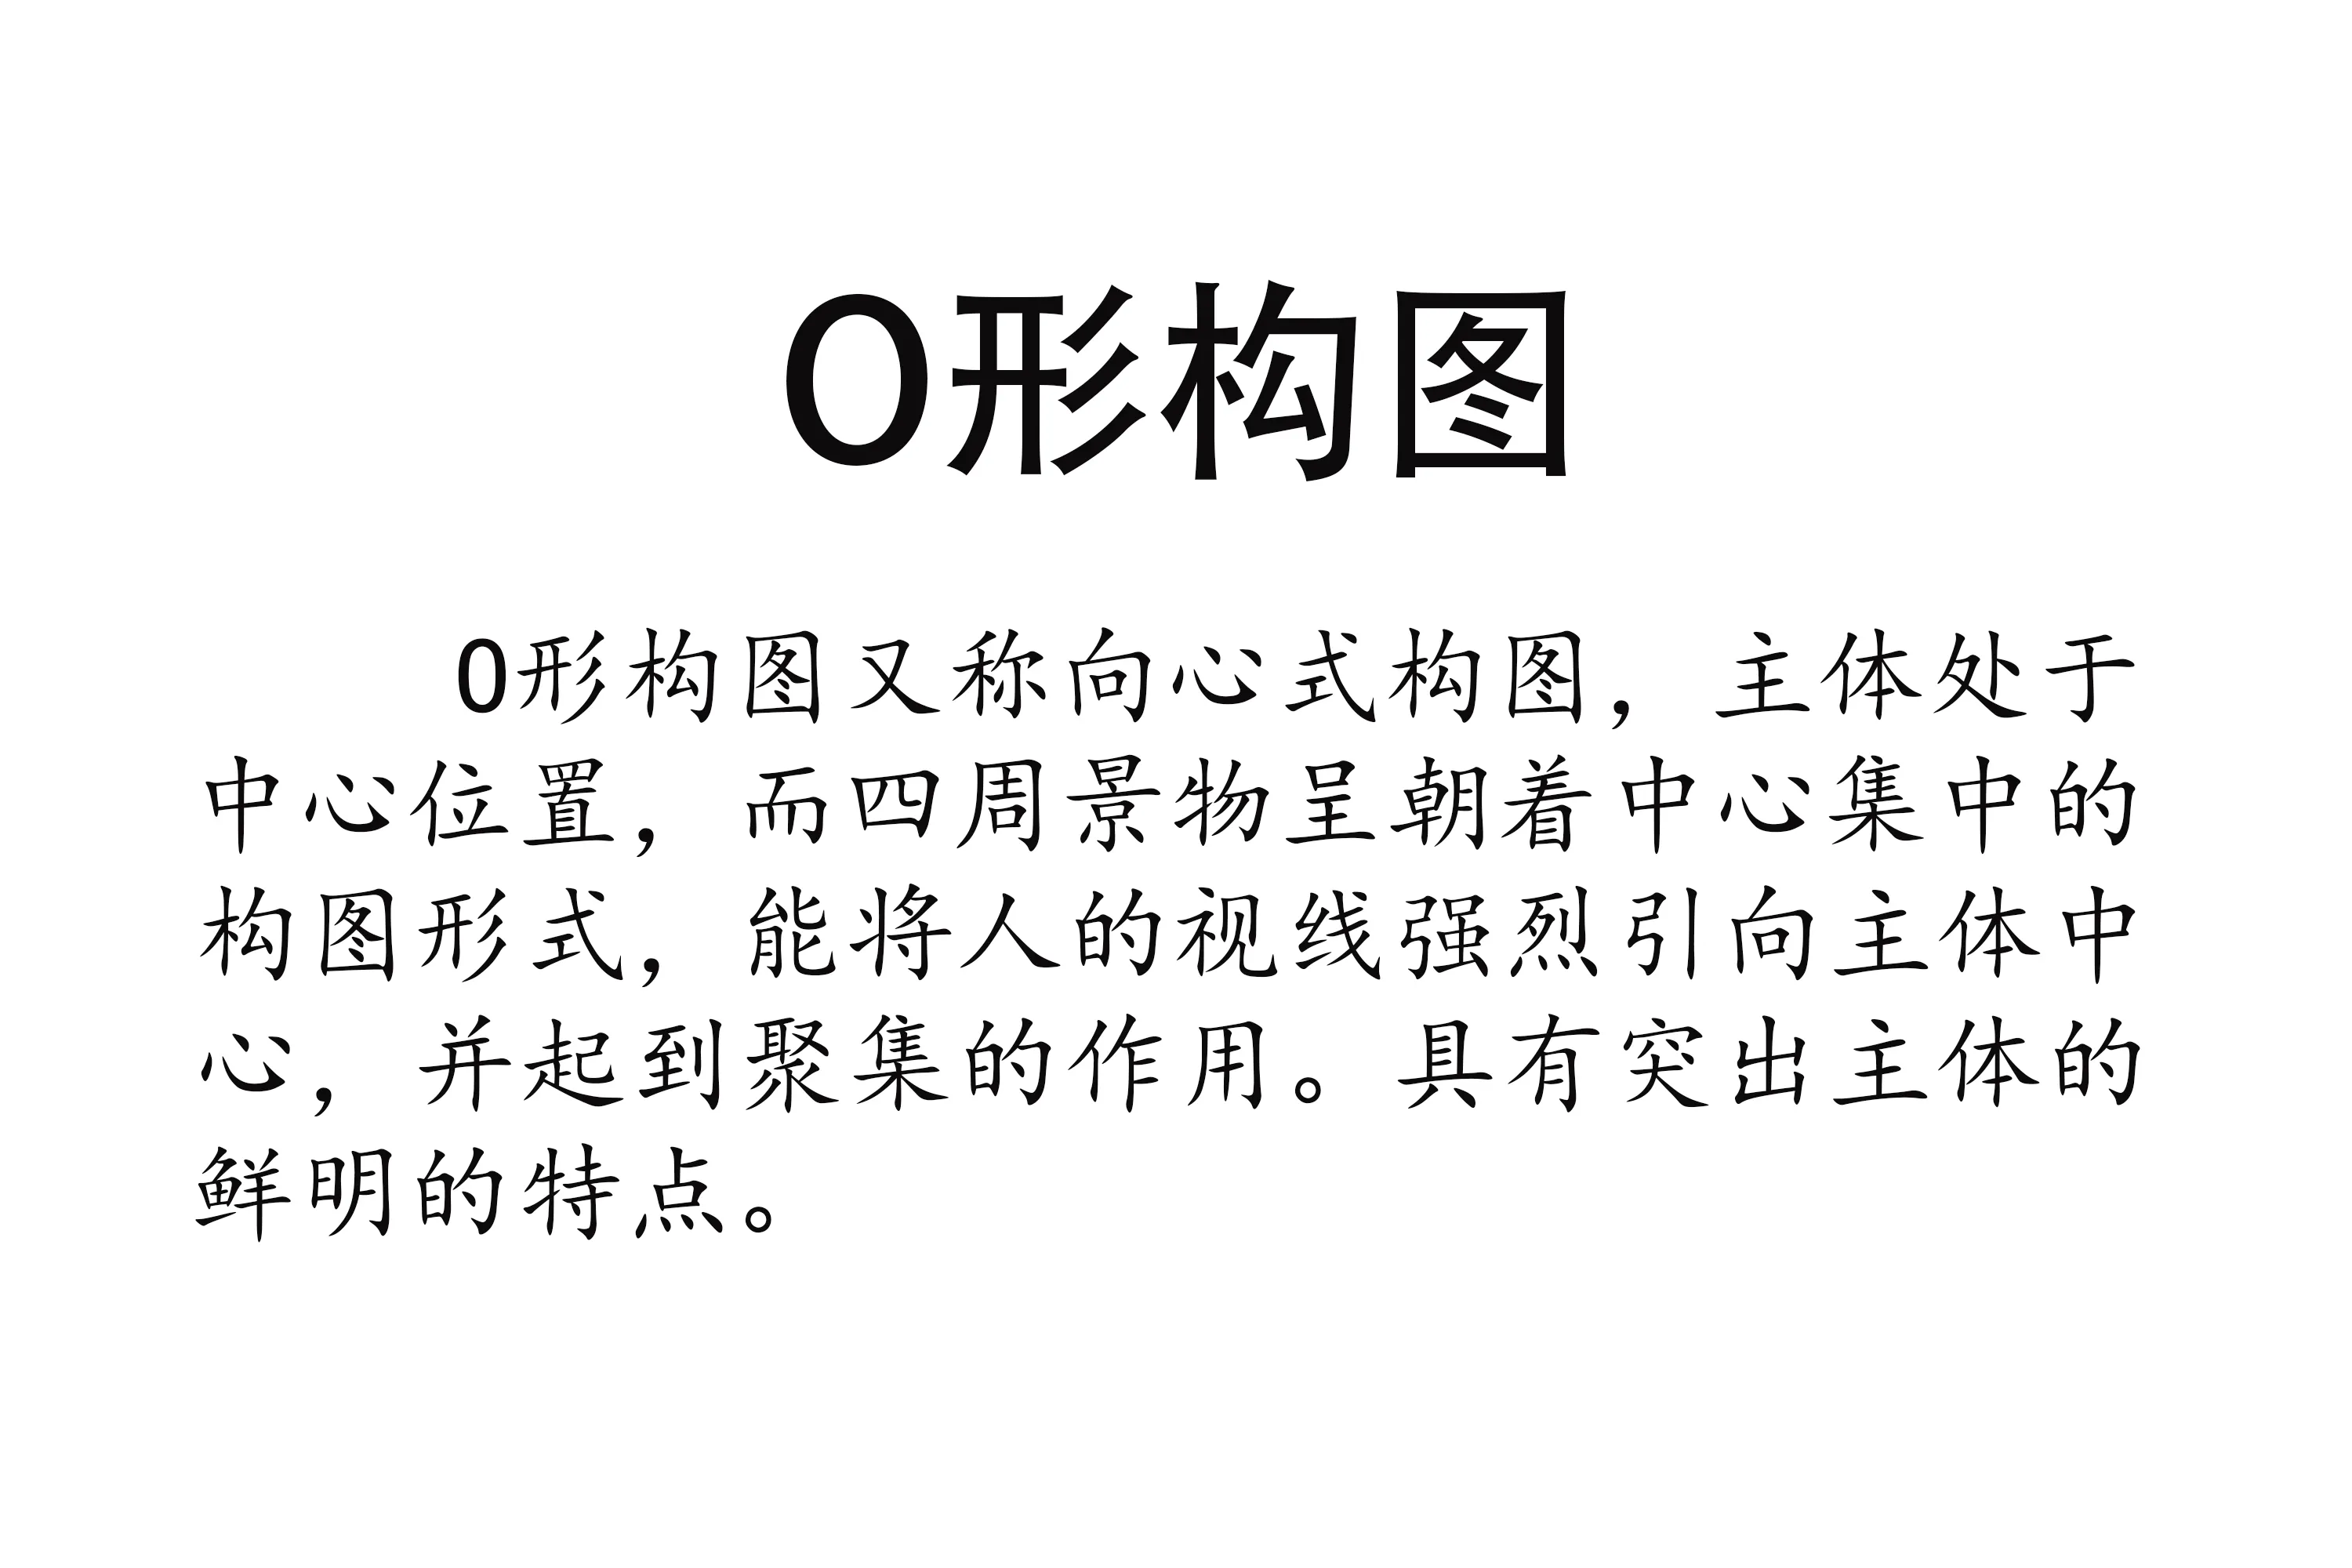 O形构图
O形构图又称向心式构图，主体处于
中心位置，而四周景物呈朝着中心集中的
构图形式，能将人的视线强烈引向主体中
心，并起到聚集的作用。具有突出主体的
鲜明的特点。